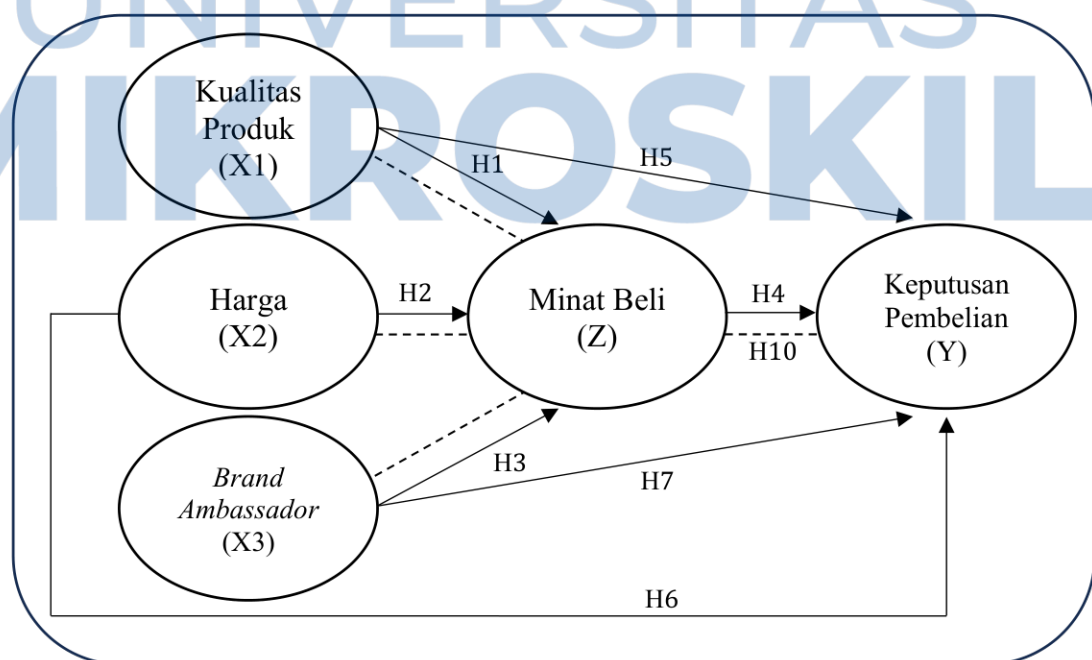 UNIVERSITAS
MIKROSKIL
Kualitas
Produk
(X1)
H1
H5
Harga
(X2)
H2
Minat Beli
(Z)
H4
H10
Keputusan
Pembelian
(Y)
Brand
Ambassador
(X3)
H3
H7
H6